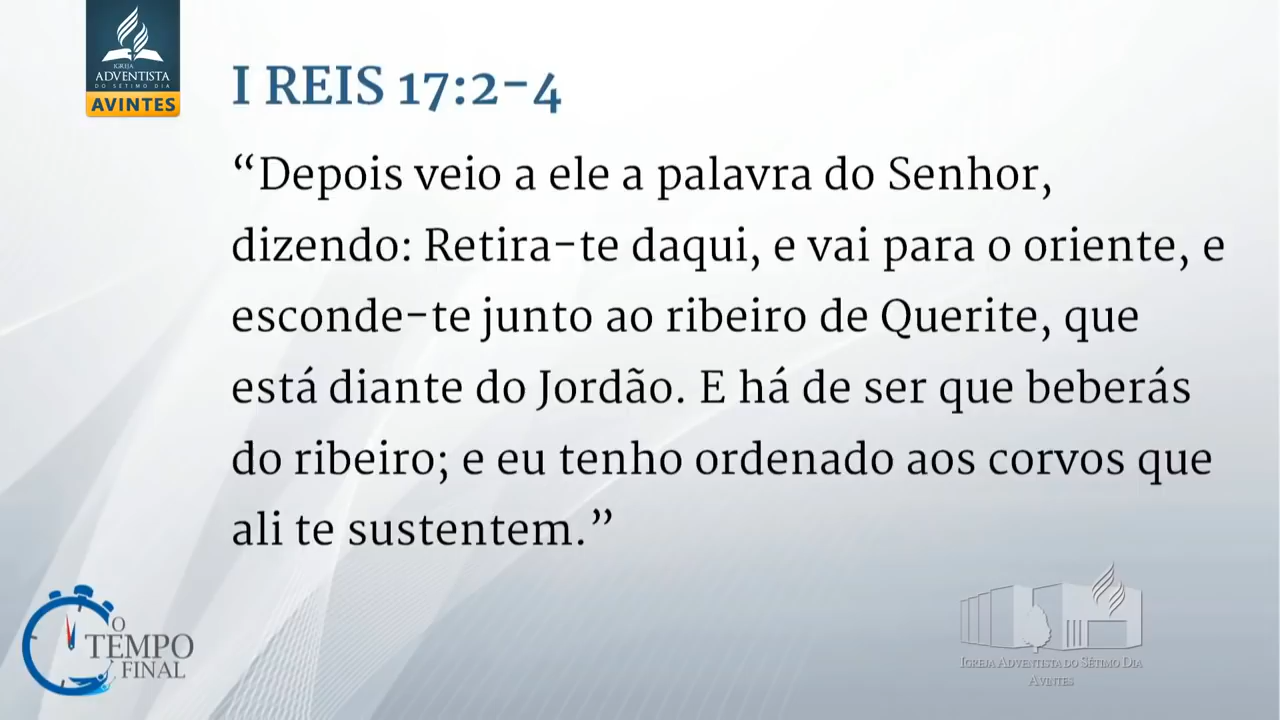 IGREJA
ADVENTISTA
DO SÉTIMO DIA
AVINTES
I REIS 17:2-4
“Depois veio a ele a palavra do Senhor,
dizendo: Retira-te daqui, e vai para o oriente, e
esconde-te junto ao ribeiro de Querite, que
está diante do Jordão. E há de ser que beberás
do ribeiro; e eu tenho ordenado aos corvos que
ali te sustentem.”
O
TEMPO
FINAL
IGREJA ADVENTISTA DO SÉTIMO DIA
AVINTES